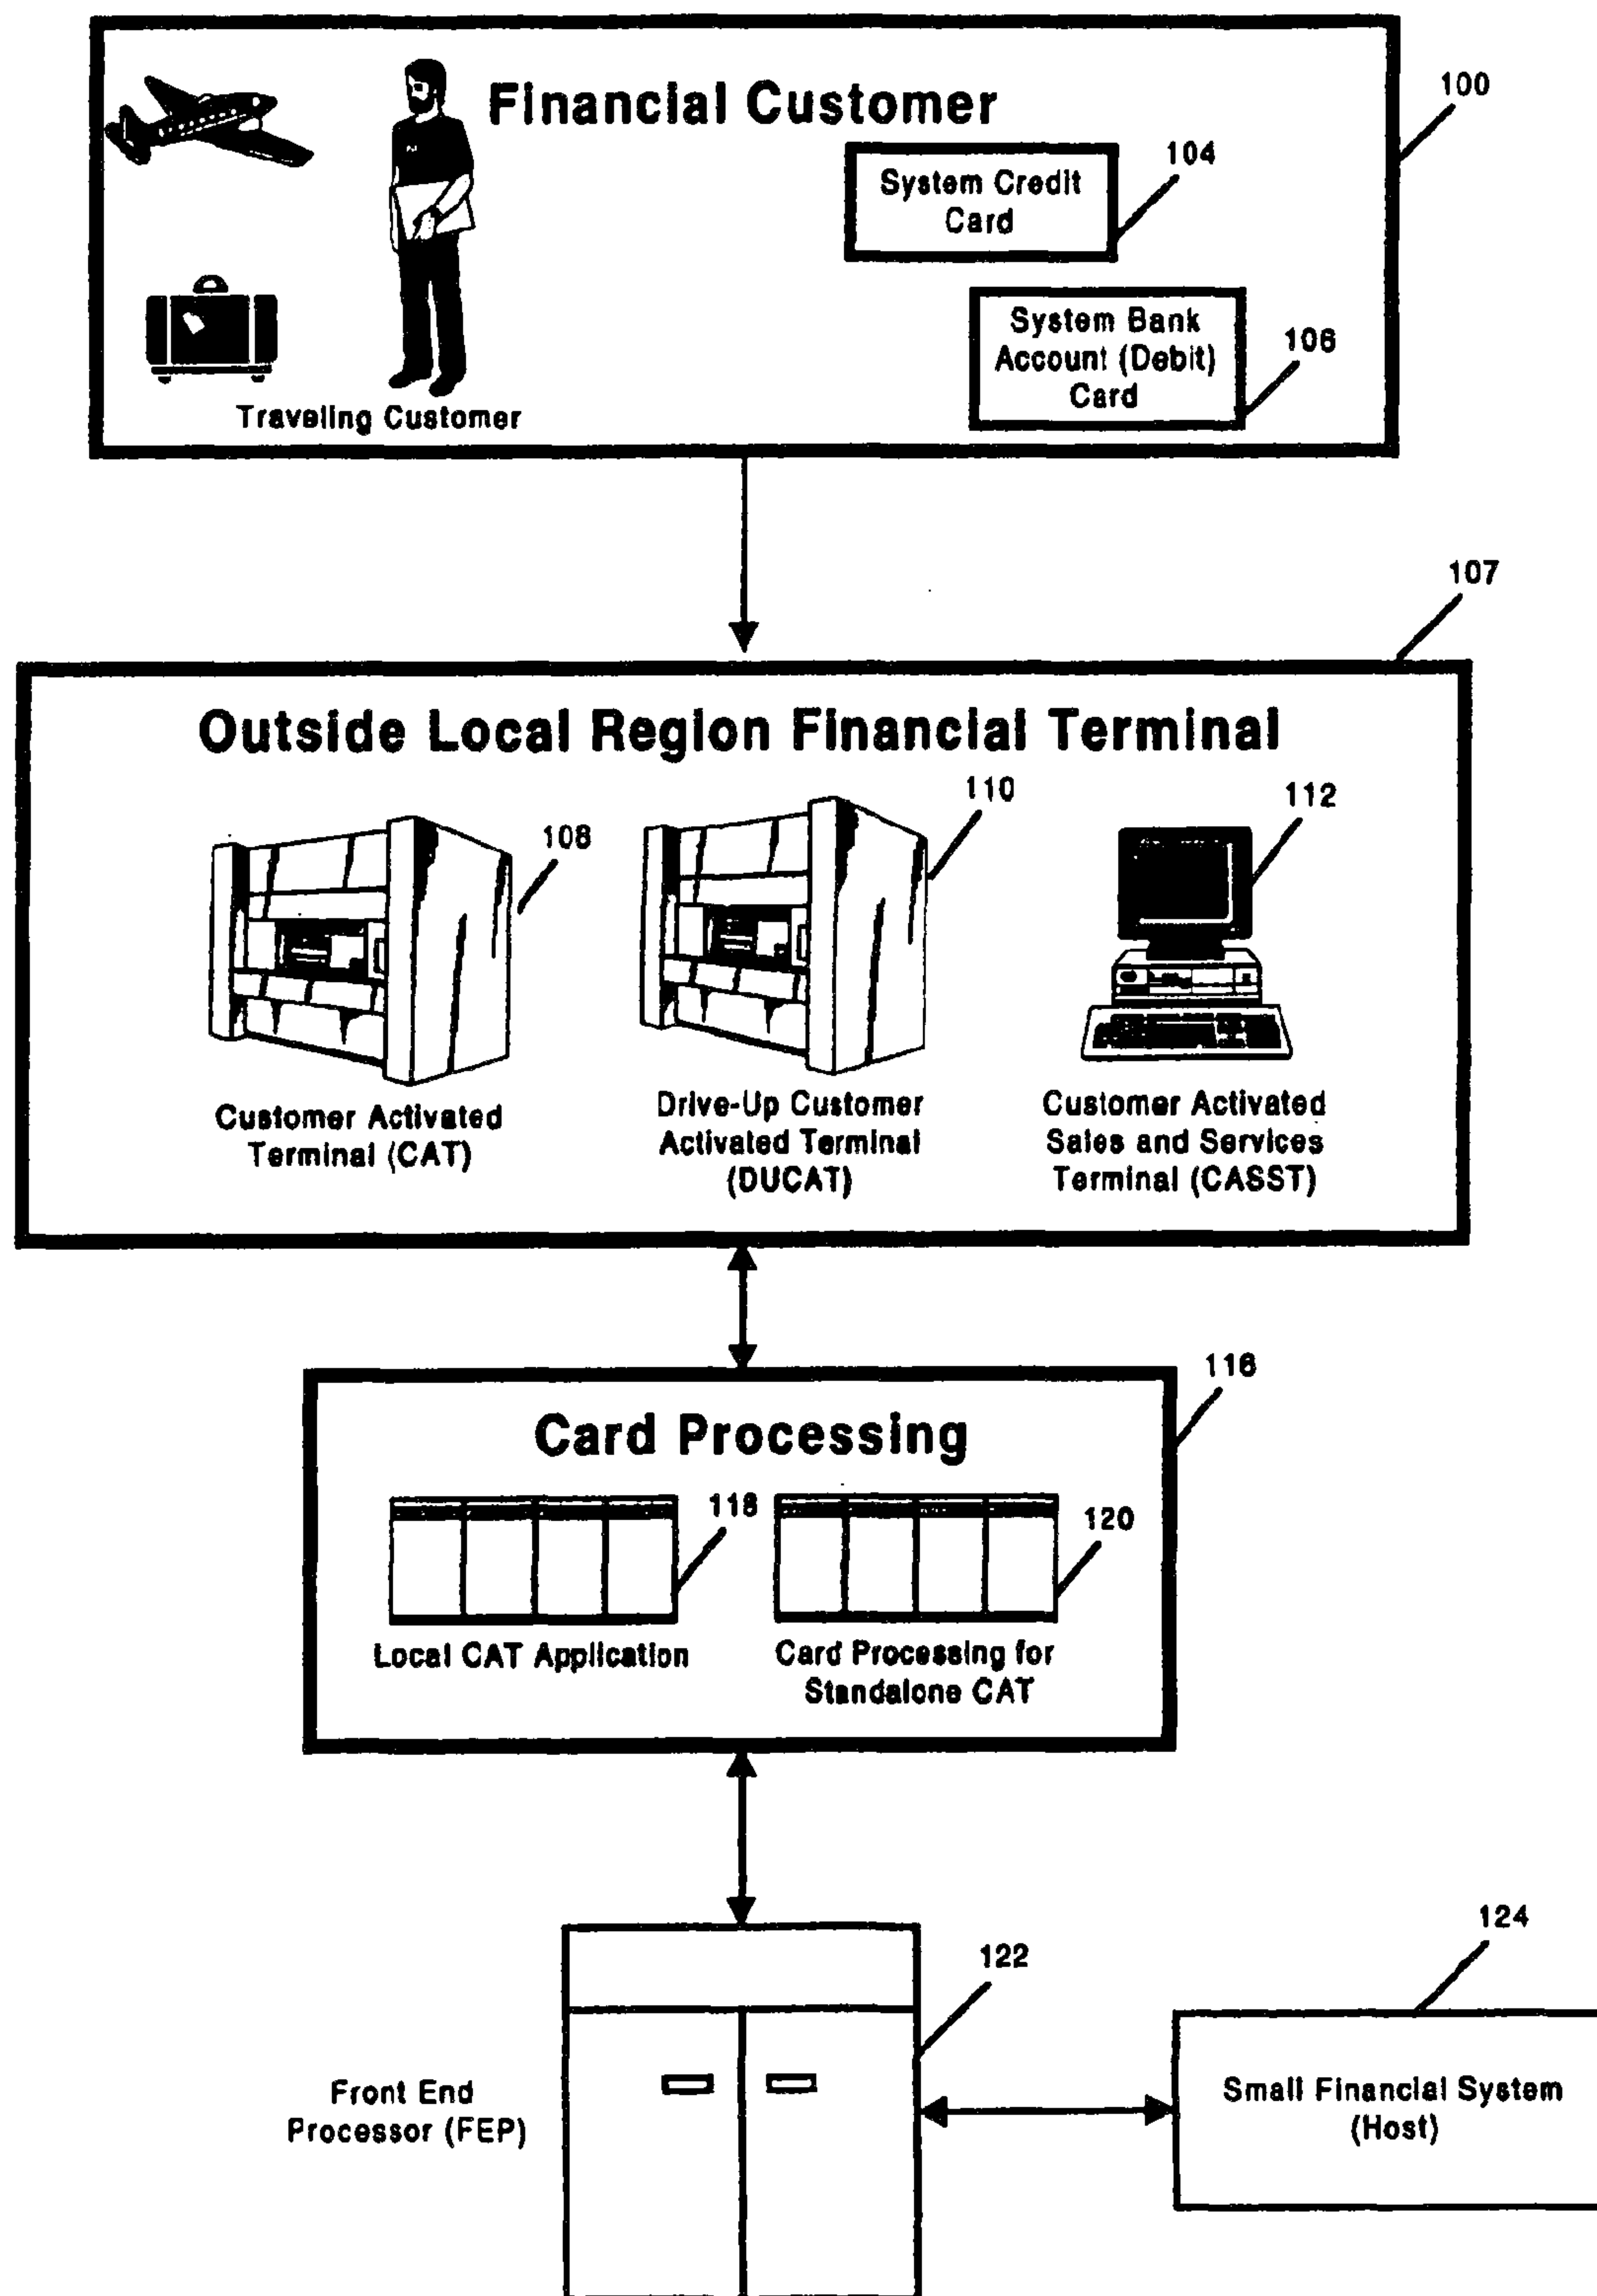 Financial Customer
100
104
System Credit
Card
System Bank
Account (Debit)
Card
106
Traveling Customer
107
Outside Local Region Financial Terminal
108
110
112
Customer Activated
Terminal (CAT)
Drive-Up Customer
Activated Terminal
(DUCAT)
Customer Activated
Sales and Services
Terminal (CASST)
116
Card Processing
118
120
Local CAT Application
Card Processing for
Standalone CAT
122
124
Front End
Processor (FEP)
Small Financial System
(Host)